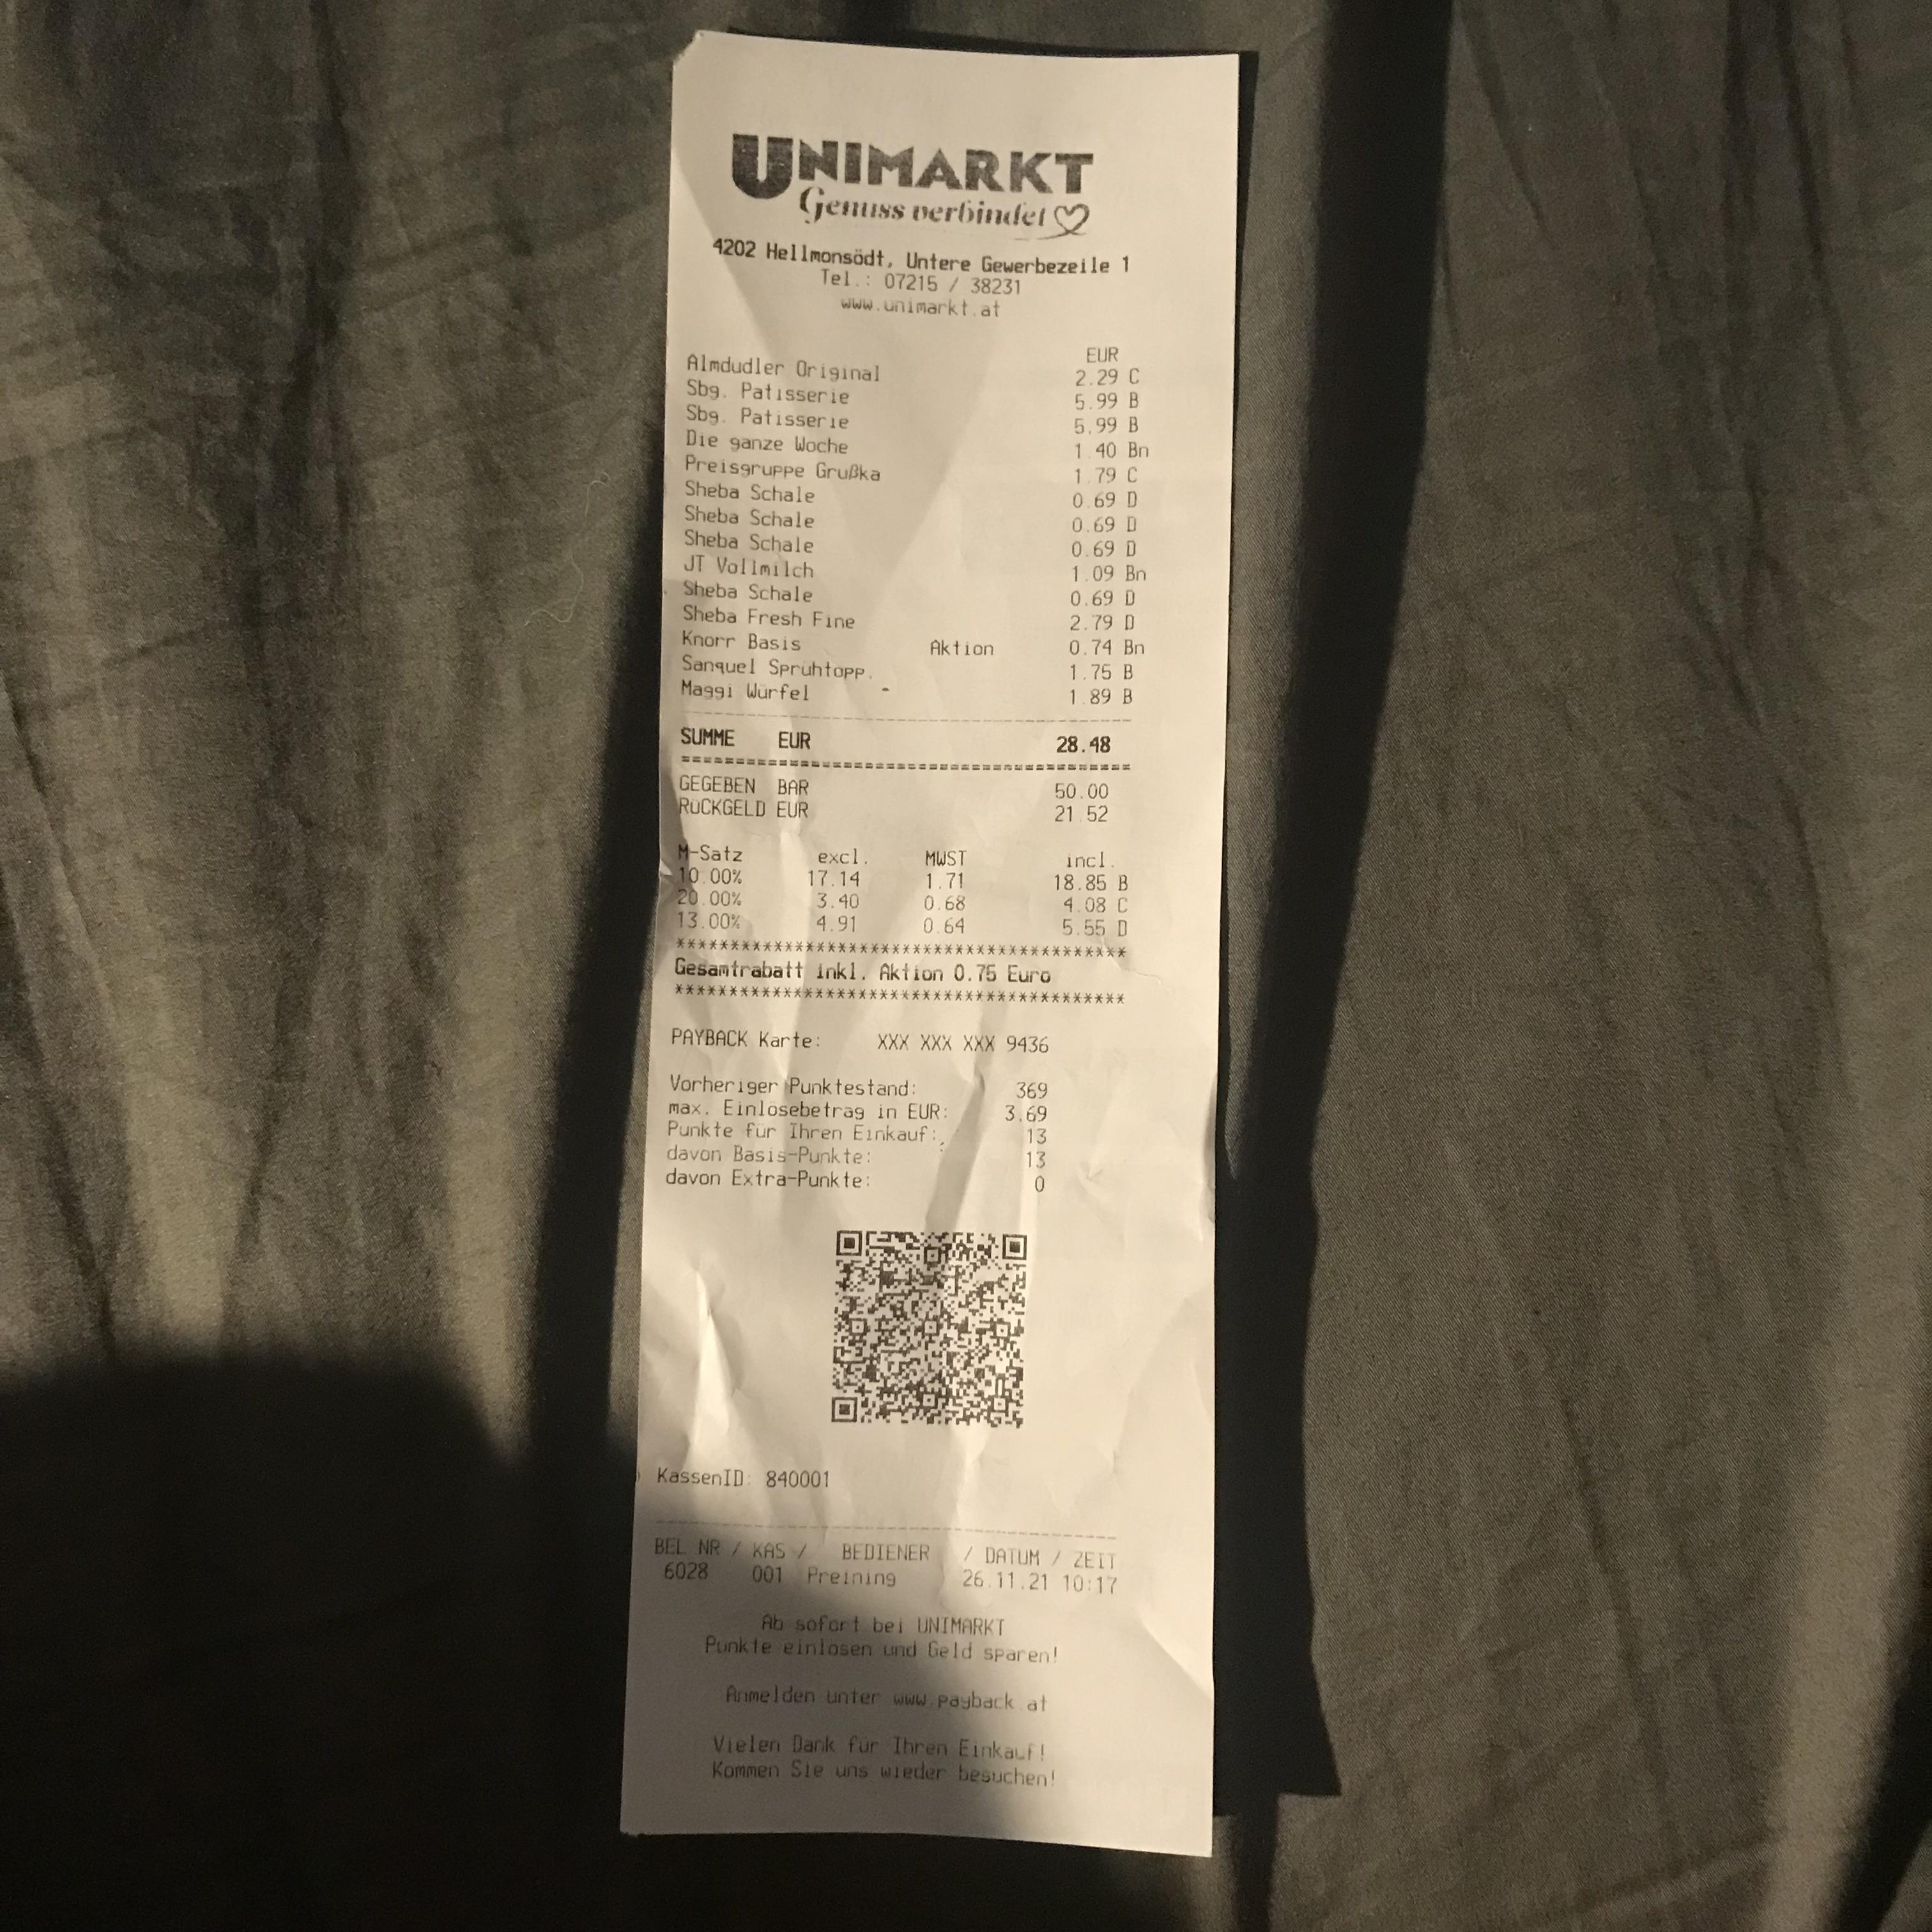 UNIMARKT
Genuss verbindet
4202 Hellmonsödt, Untere Gewerbezeile 1
Tel.: 07215 / 38231
www.unimarkt.at
EUR
Almdudler Original 2.29 C
Sbg. Patisserie 5.99 B
Sbg. Patisserie 5.99 B
Die ganze Woche 1.40 Bn
Preisgruppe Grußka 1.79 C
Sheba Schale 0.69 D
Sheba Schale 0.69 D
Sheba Schale 0.69 D
JT Vollmilch 1.09 Bn
Sheba Schale 0.69 D
Sheba Fresh Fine 2.79 D
Knorr Basis Aktion 0.74 Bn
Sanquel Sprühtopp. 1.75 B
Maggi Würfel 1.89 B
SUMME EUR 28.48
GEGEBEN BAR 50.00
RüCKGELD EUR 21.52
M-Satz excl. MWST incl.
10.00% 17.14 1.71 18.85 B
20.00% 3.40 0.68 4.08 C
13.00% 4.91 0.64 5.55 D
******************************************
Gesamtrabatt inkl. Aktion 0.75 Euro
******************************************
PAYBACK Karte: XXX XXX XXX 9436
Vorheriger Punktestand: 369
max. Einlösebetrag in EUR: 3.69
Punkte für Ihren Einkauf: 13
davon Basis-Punkte: 13
davon Extra-Punkte: 0
KassenID: 840001
BEL NR / KAS / BEDIENER / DATUM / ZEIT
6028 001 Preining 26.11.21 10:17
Ab sofort bei UNIMARKT
Punkte einlösen und Geld sparen!
Anmelden unter www.payback.at
Vielen Dank für Ihren Einkauf!
Kommen Sie uns wieder besuchen!